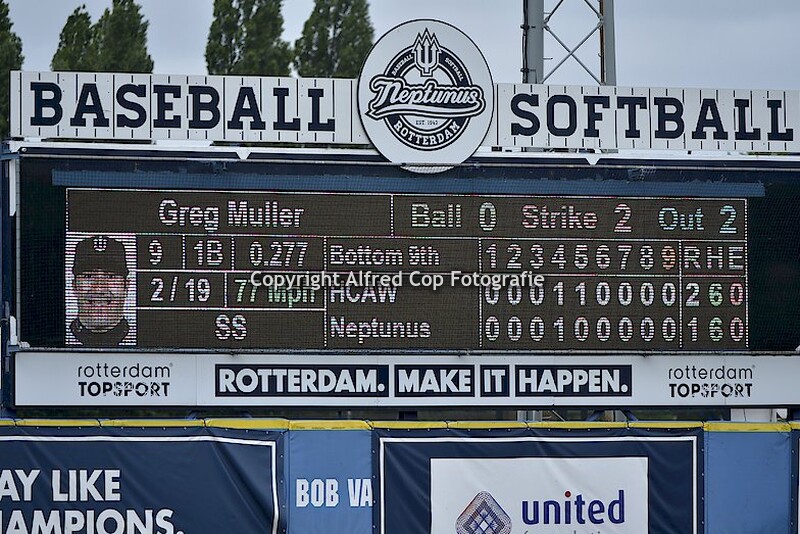 BASEBALL
BASEBALL SOFTBALL
Neptunus
EST. 1943
ROTTERDAM
SOFTBALL
Greg Muller Ball 0 Strike 2 Out 2
9 1B 0.277 Bottom 9th 1 2 3 4 5 6 7 8 9 R H E
2 / 19 77 Mph HCAW 0 0 0 1 1 0 0 0 0 2 6 0
SS Neptunus 0 0 0 1 0 0 0 0 0 1 6 0
Copyright Alfred Cop Fotografie
rotterdam
TOPSPORT
ROTTERDAM. MAKE IT HAPPEN.
rotterdam
TOPSPORT
AY LIKE
HAMPIONS.
BOB VA
united